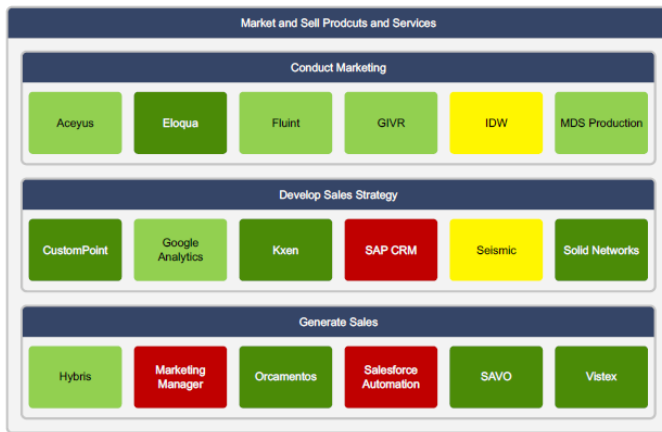 Market and Sell Prodcuts and Services
Conduct Marketing
Aceyus
Eloqua
Fluint
GIVR
IDW
MDS Production
Develop Sales Strategy
CustomPoint
Google
Analytics
Kxen
SAP CRM
Seismic
Solid Networks
Generate Sales
Hybris
Marketing
Manager
Orcamentos
Salesforce
Automation
SAVO
Vistex